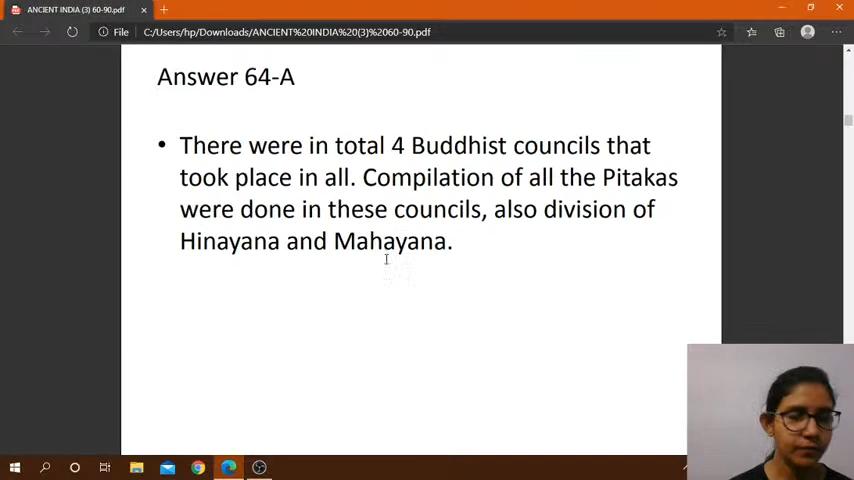 ANCIENT INDIA (3) 60-90.pdf
File
C:/Users/hp/Downloads/ANCIENT%20INDIA%20(3)%2060-90.pdf
Answer 64-A
• There were in total 4 Buddhist councils that
took place in all. Compilation of all the Pitakas
were done in these councils, also division of
Hinayana and Mahayana.